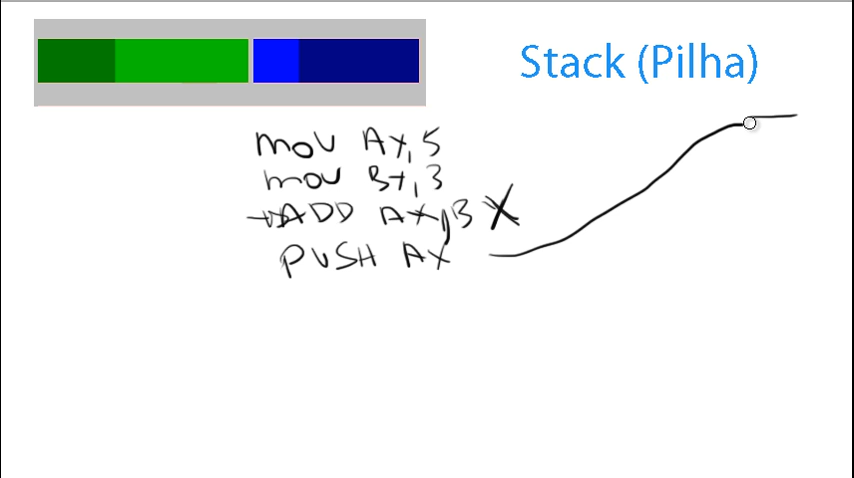 Stack (Pilha)
mov Ax, 5
mov Bx, 3
ADD AX, BX
PUSH AX